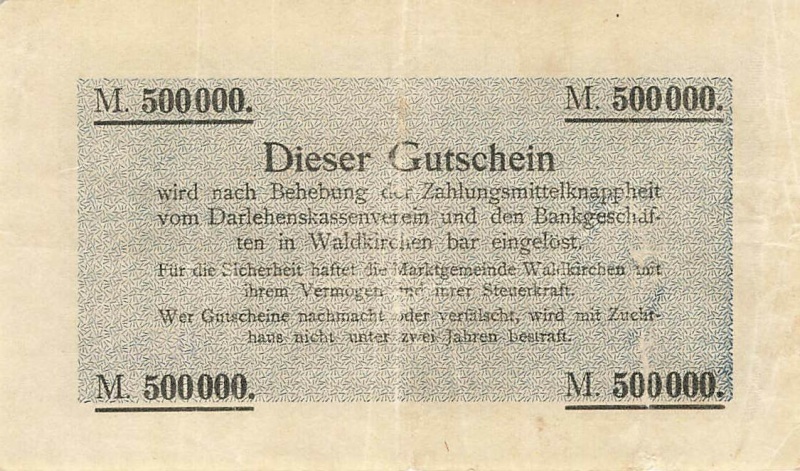 M. 500000. M. 500000.
Dieser Gutschein
wird nach Behebung der Zahlungsmittelknappheit
vom Darlehenskassenverein und den Bankgeschäf-
ten in Waldkirchen bar eingelöst.
Für die Sicherheit haftet die Marktgemeinde Waldkirchen mit
ihrem Vermögen und ihrer Steuerkraft.
Wer Gutscheine nachmacht oder verfälscht, wird mit Zucht-
haus nicht unter zwei Jahren bestraft.
M. 500000. M. 500000.